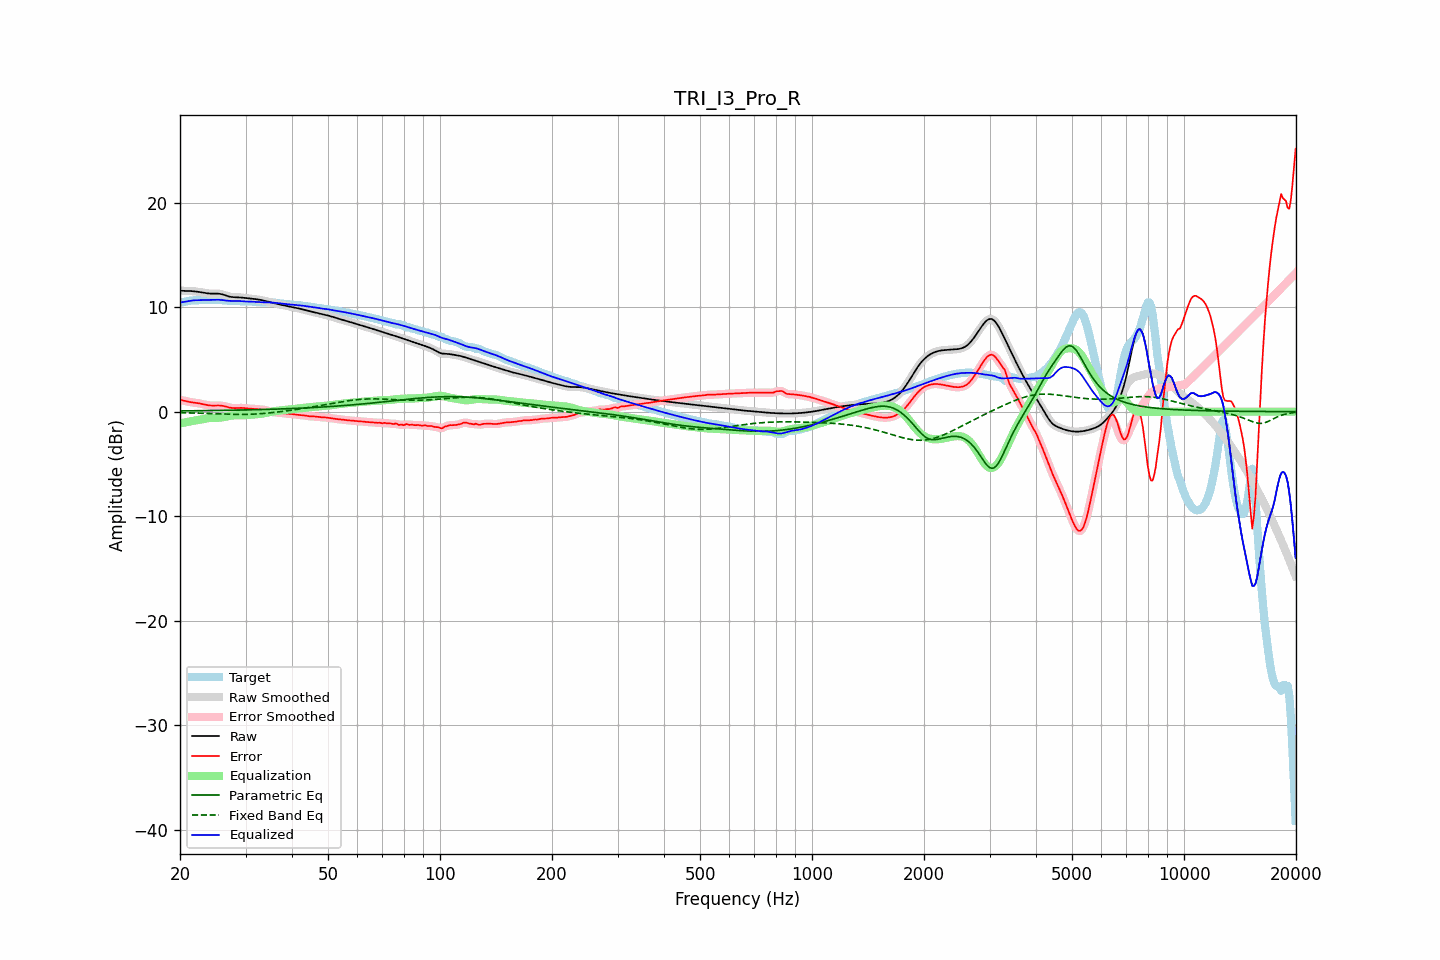 TRI_I3_Pro_R
Amplitude (dBr)
20
10
0
−10
−20
−30
−40
Target
Raw Smoothed
Error Smoothed
Raw
Error
Equalization
Parametric Eq
Fixed Band Eq
Equalized
20 50 100 200 500 1000 2000 5000 10000 20000
Frequency (Hz)